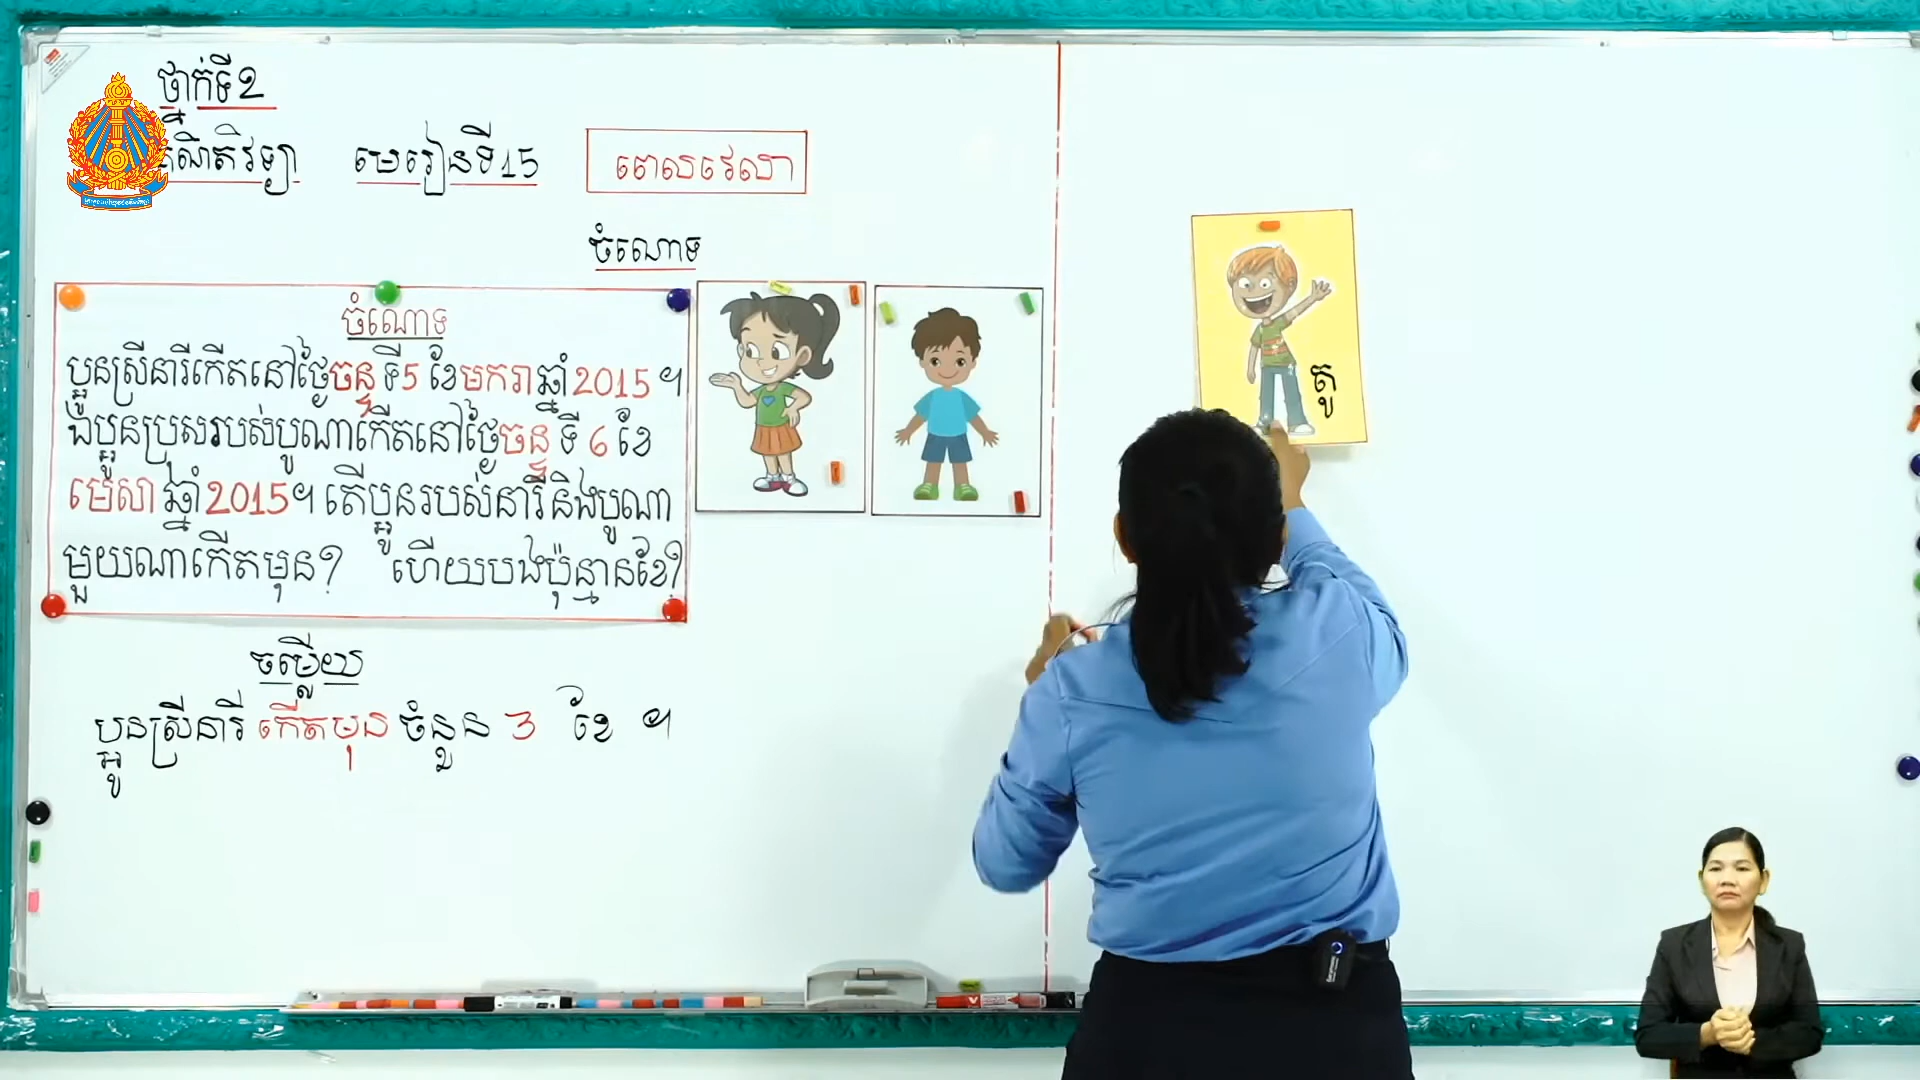 ថ្នាក់ទី២
គណិតវិទ្យា មេរៀនទី15 ពេលវេលា
ចំណោទ
ចំណោទ
ប្អូនស្រីនារីកើតនៅថ្ងៃចន្ទ ទី5 ខែមករា ឆ្នាំ 2015 ។
ឯប្អូនប្រុសរបស់បូណាកើតនៅថ្ងៃចន្ទ ទី 6 ខែ
មេសា ឆ្នាំ 2015។ តើប្អូនរបស់នារីនិងបូណា
មួយណាកើតមុន? ហើយបងប៉ុន្មានខែ?
ចម្លើយ
ប្អូនស្រីនារី កើតមុន ចំនួន 3 ខែ ។
តូ